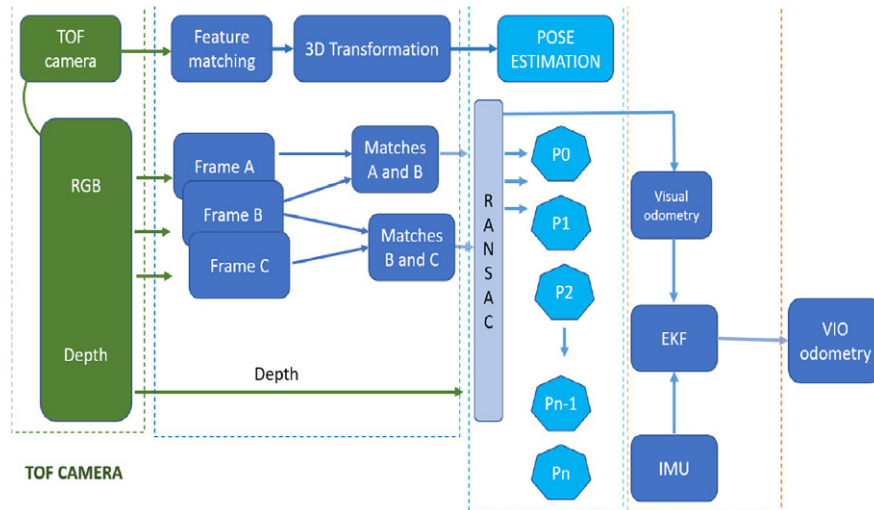 TOF
camera
Feature
matching
3D Transformation
POSE
ESTIMATION
RGB
Depth
Frame A
Frame B
Frame C
Matches
A and B
Matches
B and C
Depth
R
A
N
S
A
C
P0
P1
P2
Pn-1
Pn
Visual
odometry
EKF
IMU
VIO
odometry
TOF CAMERA